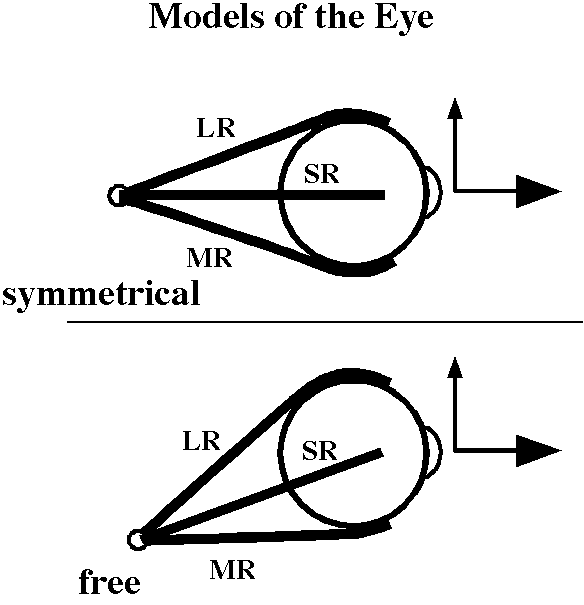 Models of the Eye
LR
SR
MR
symmetrical
LR
SR
MR
free